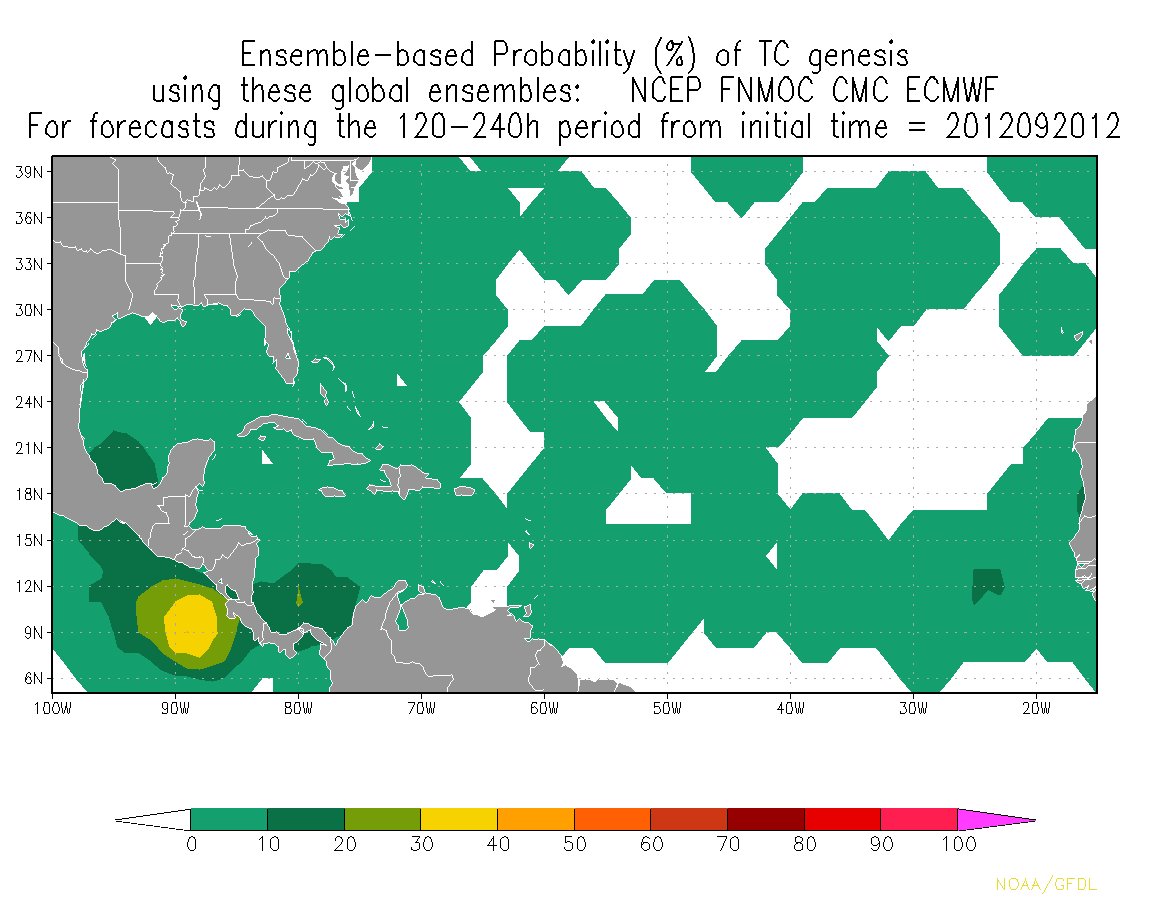 Ensemble-based Probability (%) of TC genesis
using these global ensembles: NCEP FNMOC CMC ECMWF
For forecasts during the 120-240h period from initial time = 2012092012
39N
36N
33N
30N
27N
24N
21N
18N
15N
12N
9N
6N
100W 90W 80W 70W 60W 50W 40W 30W 20W
0 10 20 30 40 50 60 70 80 90 100
NOAA/GFDL